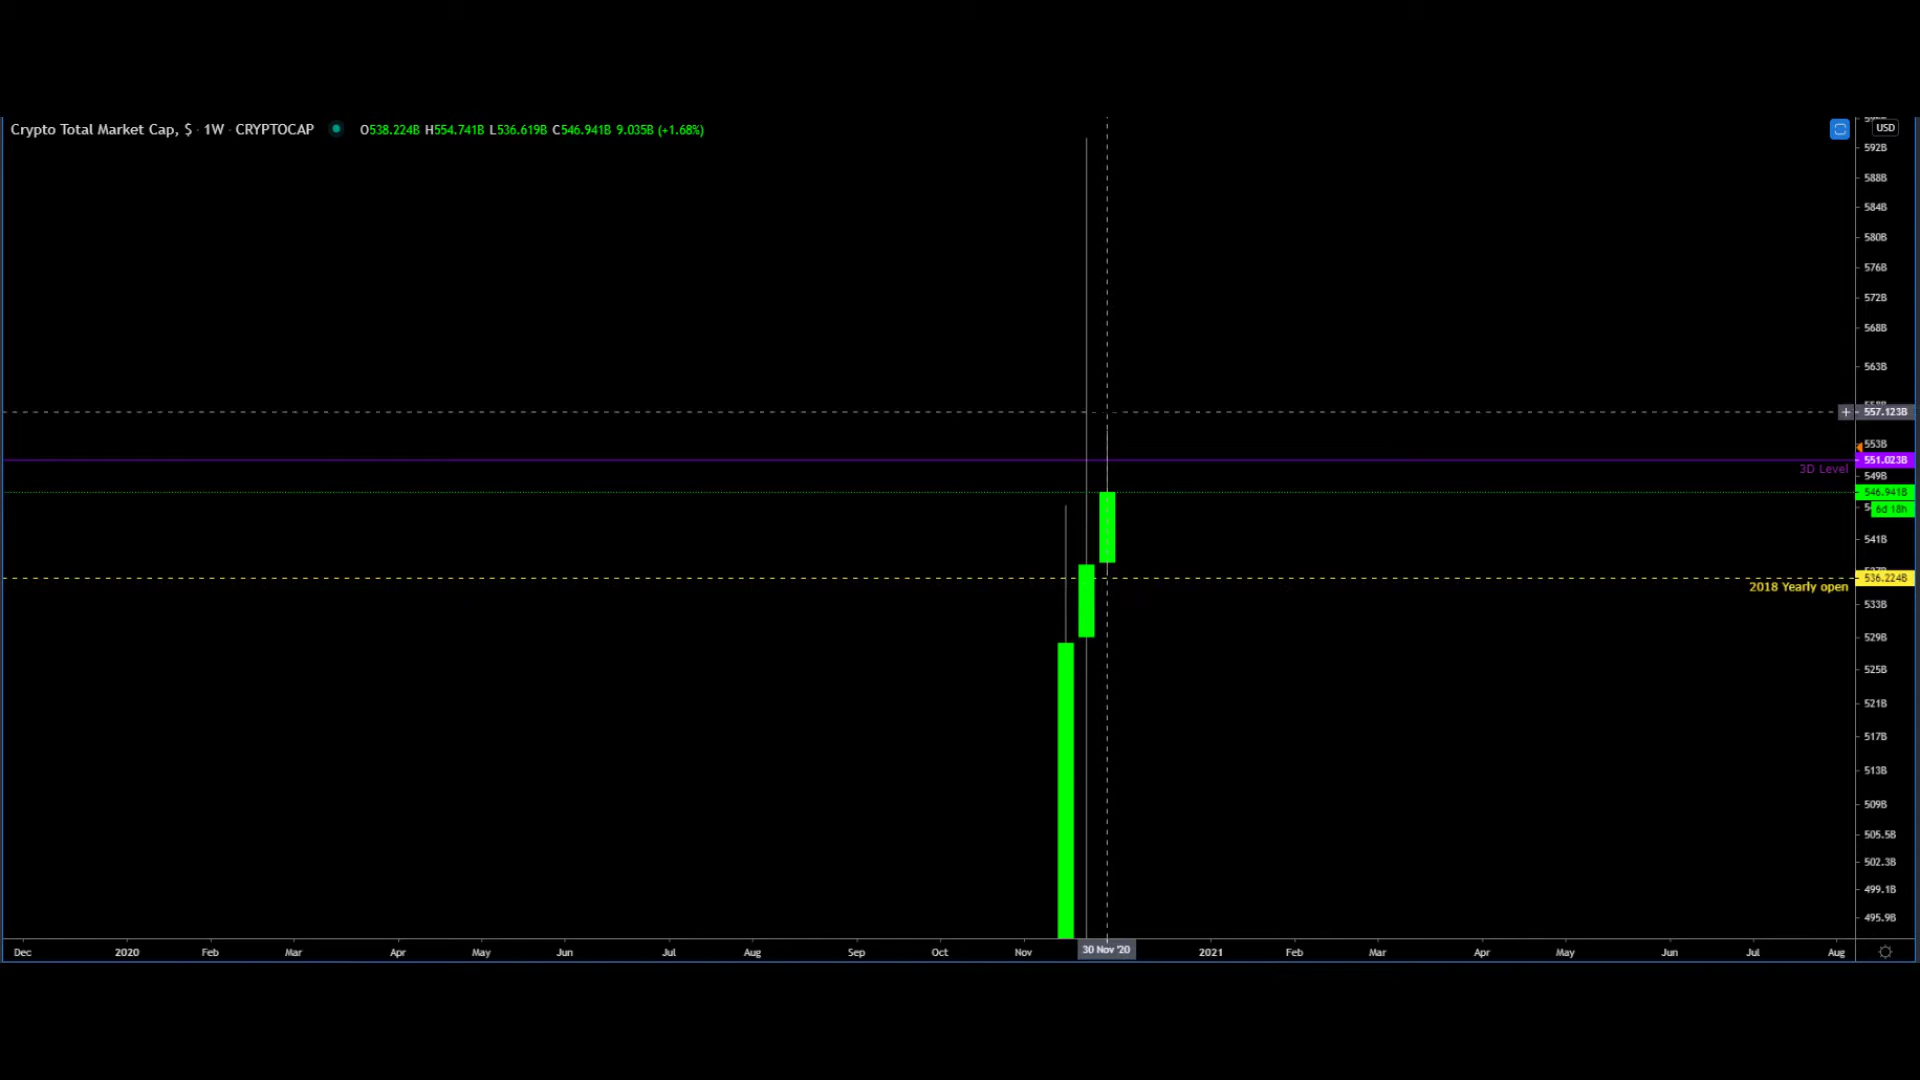 Crypto Total Market Cap, $ · 1W · CRYPTOCAP O538.224B H554.741B L536.619B C546.941B 9.035B (+1.68%)
USD
592B
588B
584B
580B
576B
572B
568B
563B
557.123B
553B
551.023B
3D Level
549B
546.941B
6d 18h
541B
536.224B
2018 Yearly open
533B
529B
525B
521B
517B
513B
509B
505.5B
502.3B
499.1B
495.9B
Dec 2020 Feb Mar Apr May Jun Jul Aug Sep Oct Nov 30 Nov '20 2021 Feb Mar Apr May Jun Jul Aug